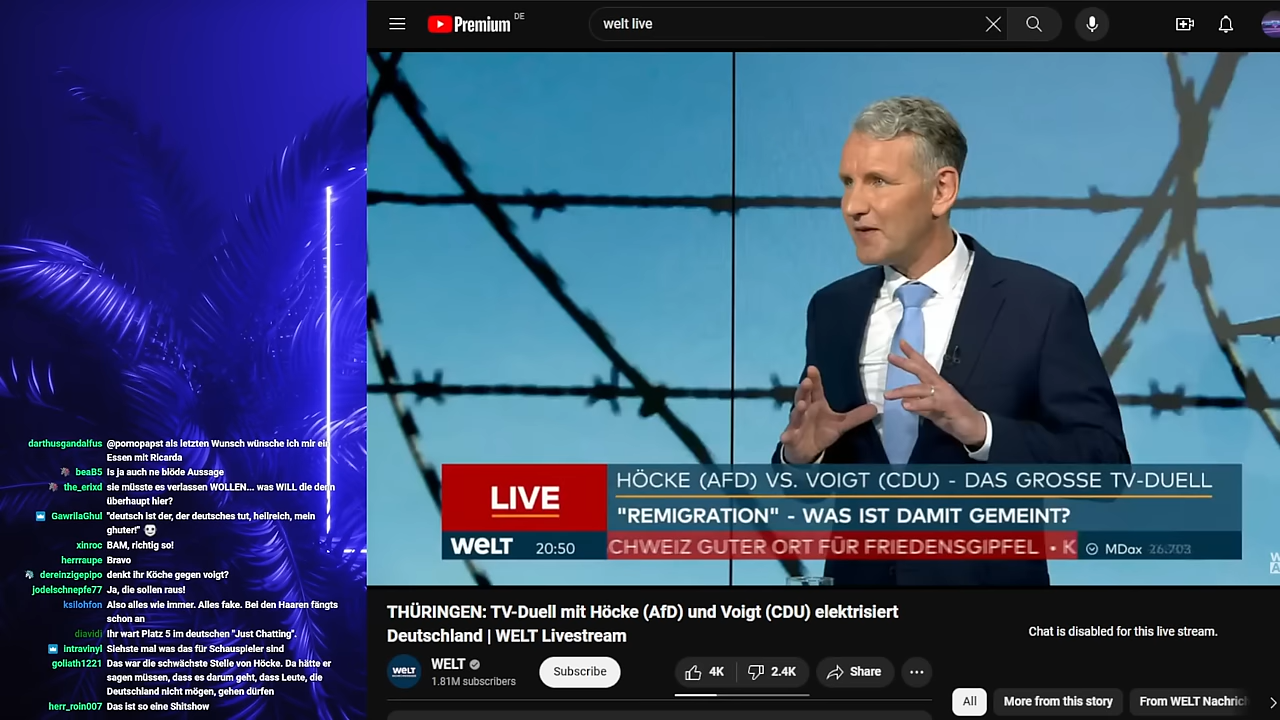 Premium DE
welt live
darthusgandalfus @pornopapst als letzten Wunsch wünsche ich mir ein
Essen mit Ricarda
beaB5 Is ja auch ne blöde Aussage
the_erixd sie müsste es verlassen WOLLEN... was WILL die denn
überhaupt hier?
GawrilaGhul "deutsch ist der, der deutsches tut, heilreich, mein
ghuter!"
xinroc BAM, richtig so!
herrraupe Bravo
dereinzigepipo denkt ihr Köche gegen voigt?
jodelschnepfe77 Ja, die sollen raus!
ksilohfon Also alles wie immer. Alles fake. Bei den Haaren fängts
schon an
diavidi Ihr wart Platz 5 im deutschen "Just Chatting".
intravinyl Siehste mal was das für Schauspieler sind
goliath1221 Das war die schwächste Stelle von Höcke. Da hätte er
sagen müssen, dass es darum geht, dass Leute, die
Deutschland nicht mögen, gehen dürfen
herr_roin007 Das ist so eine Shitshow
LIVE
HÖCKE (AFD) VS. VOIGT (CDU) - DAS GROSSE TV-DUELL
"REMIGRATION" - WAS IST DAMIT GEMEINT?
WELT 20:50
CHWEIZ GUTER ORT FÜR FRIEDENSGIPFEL • K
MDax
THÜRINGEN: TV-Duell mit Höcke (AfD) und Voigt (CDU) elektrisiert
Deutschland | WELT Livestream
Chat is disabled for this live stream.
WELT
WELT
1.81M subscribers
Subscribe
4K
2.4K
Share
All
More from this story
From WELT Nachric